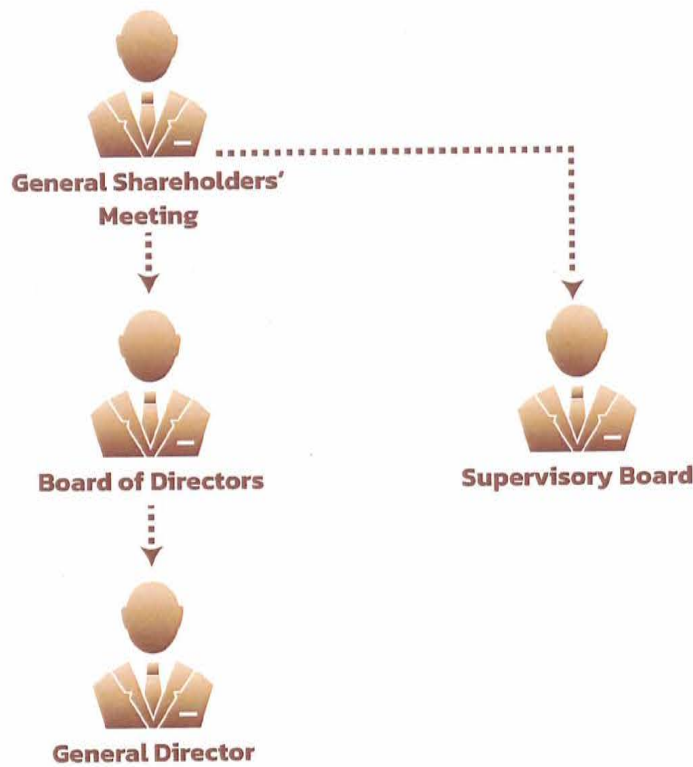 General Shareholders'
Meeting
Board of Directors
Supervisory Board
General Director